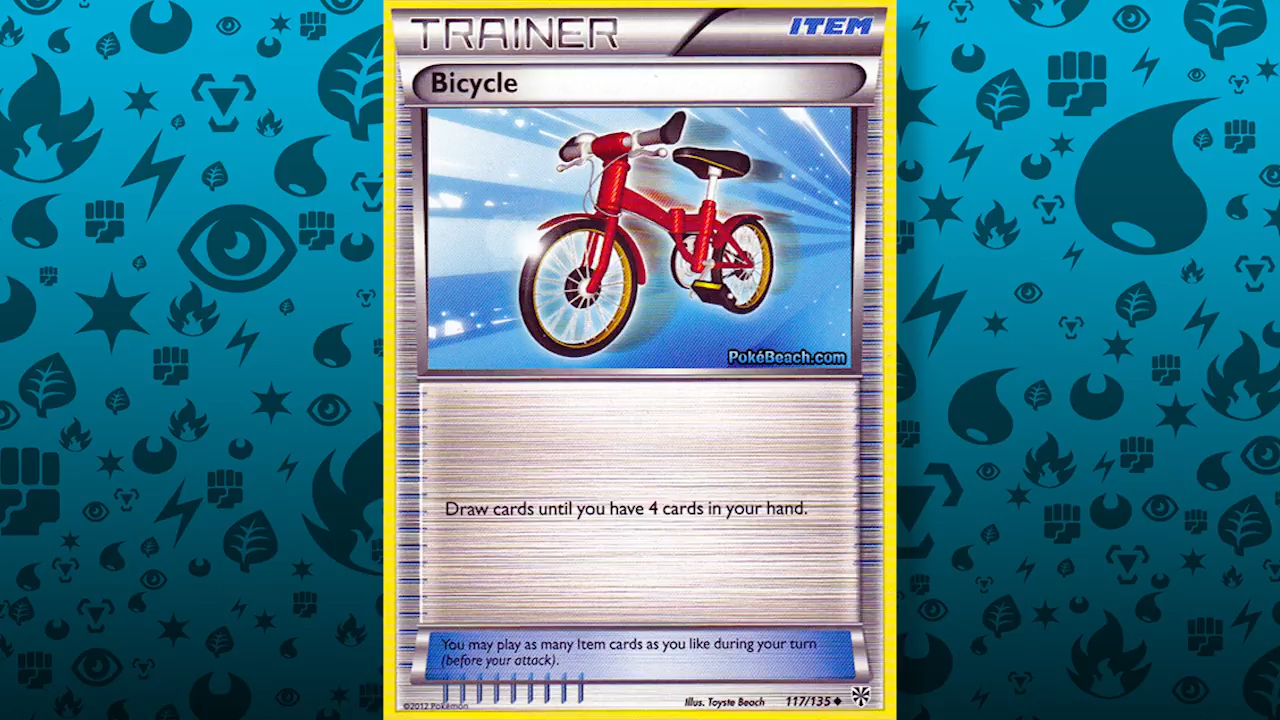 TRAINER
ITEM
Bicycle
PokéBeach.com
Draw cards until you have 4 cards in your hand.
You may play as many Item cards as you like during your turn
(before your attack).
©2012 Pokémon
Illus. Toyste Beach 117/135